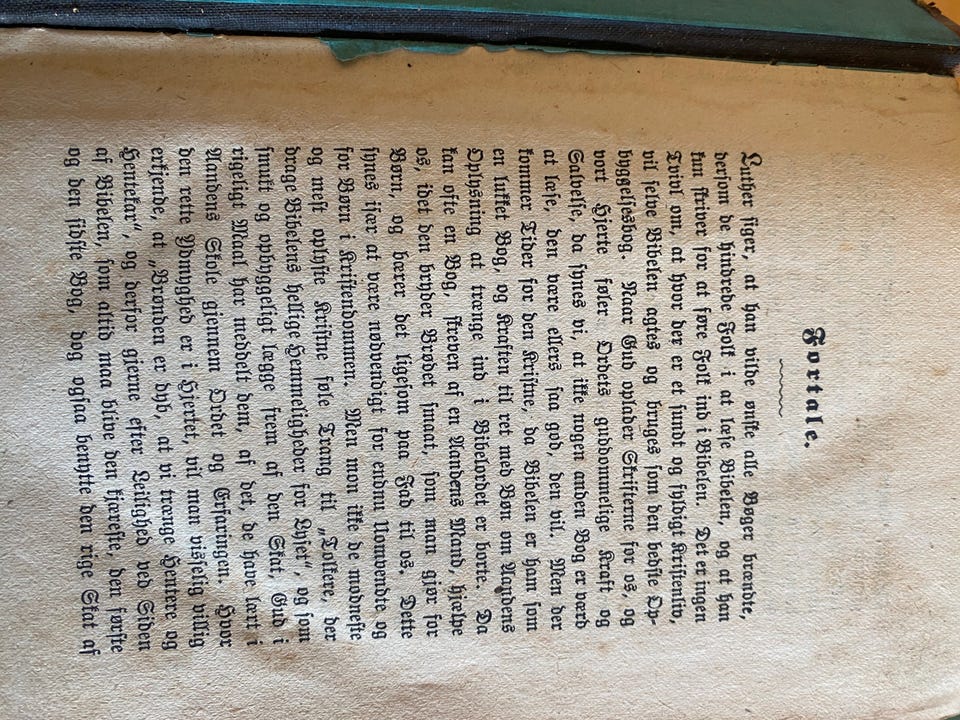 Fortale.
Luther siger, at han vilde ønske alle Bøger brændte,
dersom de hindrede Folk i at læse Bibelen, og at han
kun skriver for at føre Folk ind i Bibelen. Det er ingen
Tvivl om, at hvor der er et sundt og fyldigt Kristenliv,
vil selve Bibelen agtes og bruges som den bedste Op-
byggelsesbog. Naar Gud oplader Skrifterne for os, og
vort Hjerte føler Ordets guddommelige Kraft og
Salvelse, da synes vi, at ikke nogen anden Bog er værd
at læse, den være ellers saa god, den vil. Men der
kommer Tider for den Kristne, da Bibelen er ham som
en lukket Bog, og Kraften til ret med Bøn om Aandens
Oplysning at trænge ind i Bibelordet er borte. Da
kan ofte en Bog, skreven af en Aandens Mand, hjælpe
os, idet den bryder Brødet smaat, som man gjør for
Børn, og bærer det ligesom paa Fad til os. Dette
synes især at være nødvendigt for endnu Uomvendte og
for Børn i Kristendommen. Men mon ikke de modneste
og mest oplyste Kristne føle Trang til „Tolkere, der
drage Bibelens hellige Hemmeligheder for Lyset“, og som
smukt og opbyggeligt lægge frem af den Skat, Gud i
rigeligt Maal har meddelt dem, af det, de have lært i
Aandens Skole gjennem Ordet og Erfaringen. Hvor
den rette Ydmyghed er i Hjertet, vil man visselig villig
erkjende, at „Brønden er dyb, at vi trænge Hentere og
Hentekar“, og derfor gjerne efter Leilighed ved Siden
af Bibelen, som altid maa blive den kjæreste, den første
og den sidste Bog, dog ogsaa benytte den rige Skat af